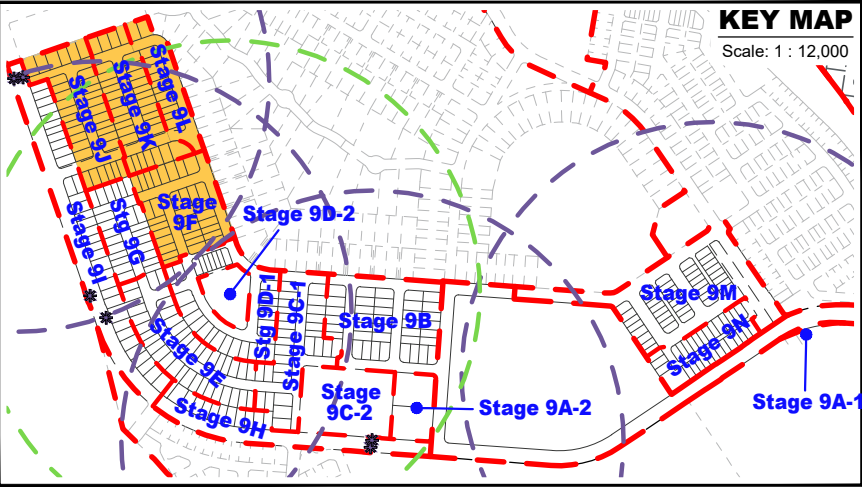 KEY MAP
Scale: 1 : 12,000
Stage 9L
Stage 9K
Stage 9J
Stage
9F
Stage 9D-2
Stg 9G
Stage 9I
Stage 9M
Stg 9D-1
Stage 9C-1
Stage 9B
Stage 9N
Stage 9E
Stage
9C-2
Stage 9A-2
Stage 9A-1
Stage 9H